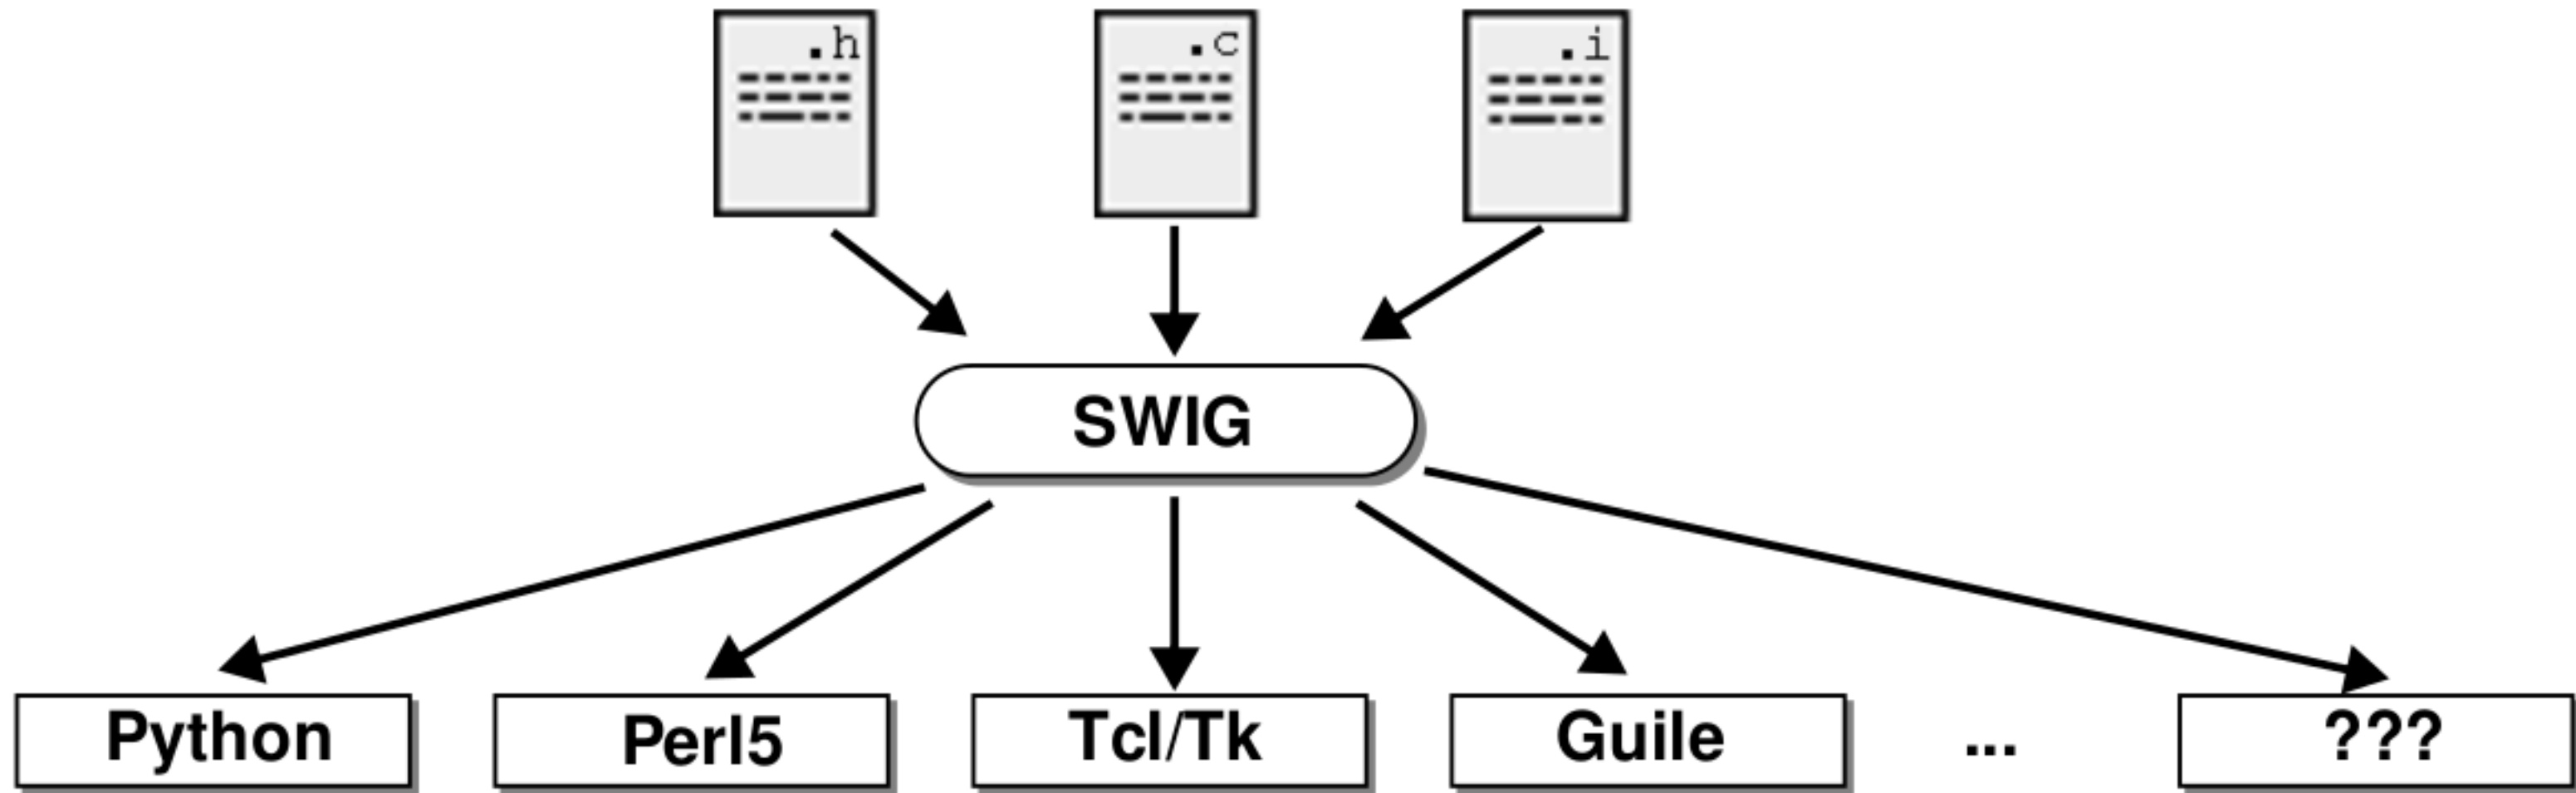 .h
.c
.i
SWIG
Python
Perl5
Tcl/Tk
Guile
...
???